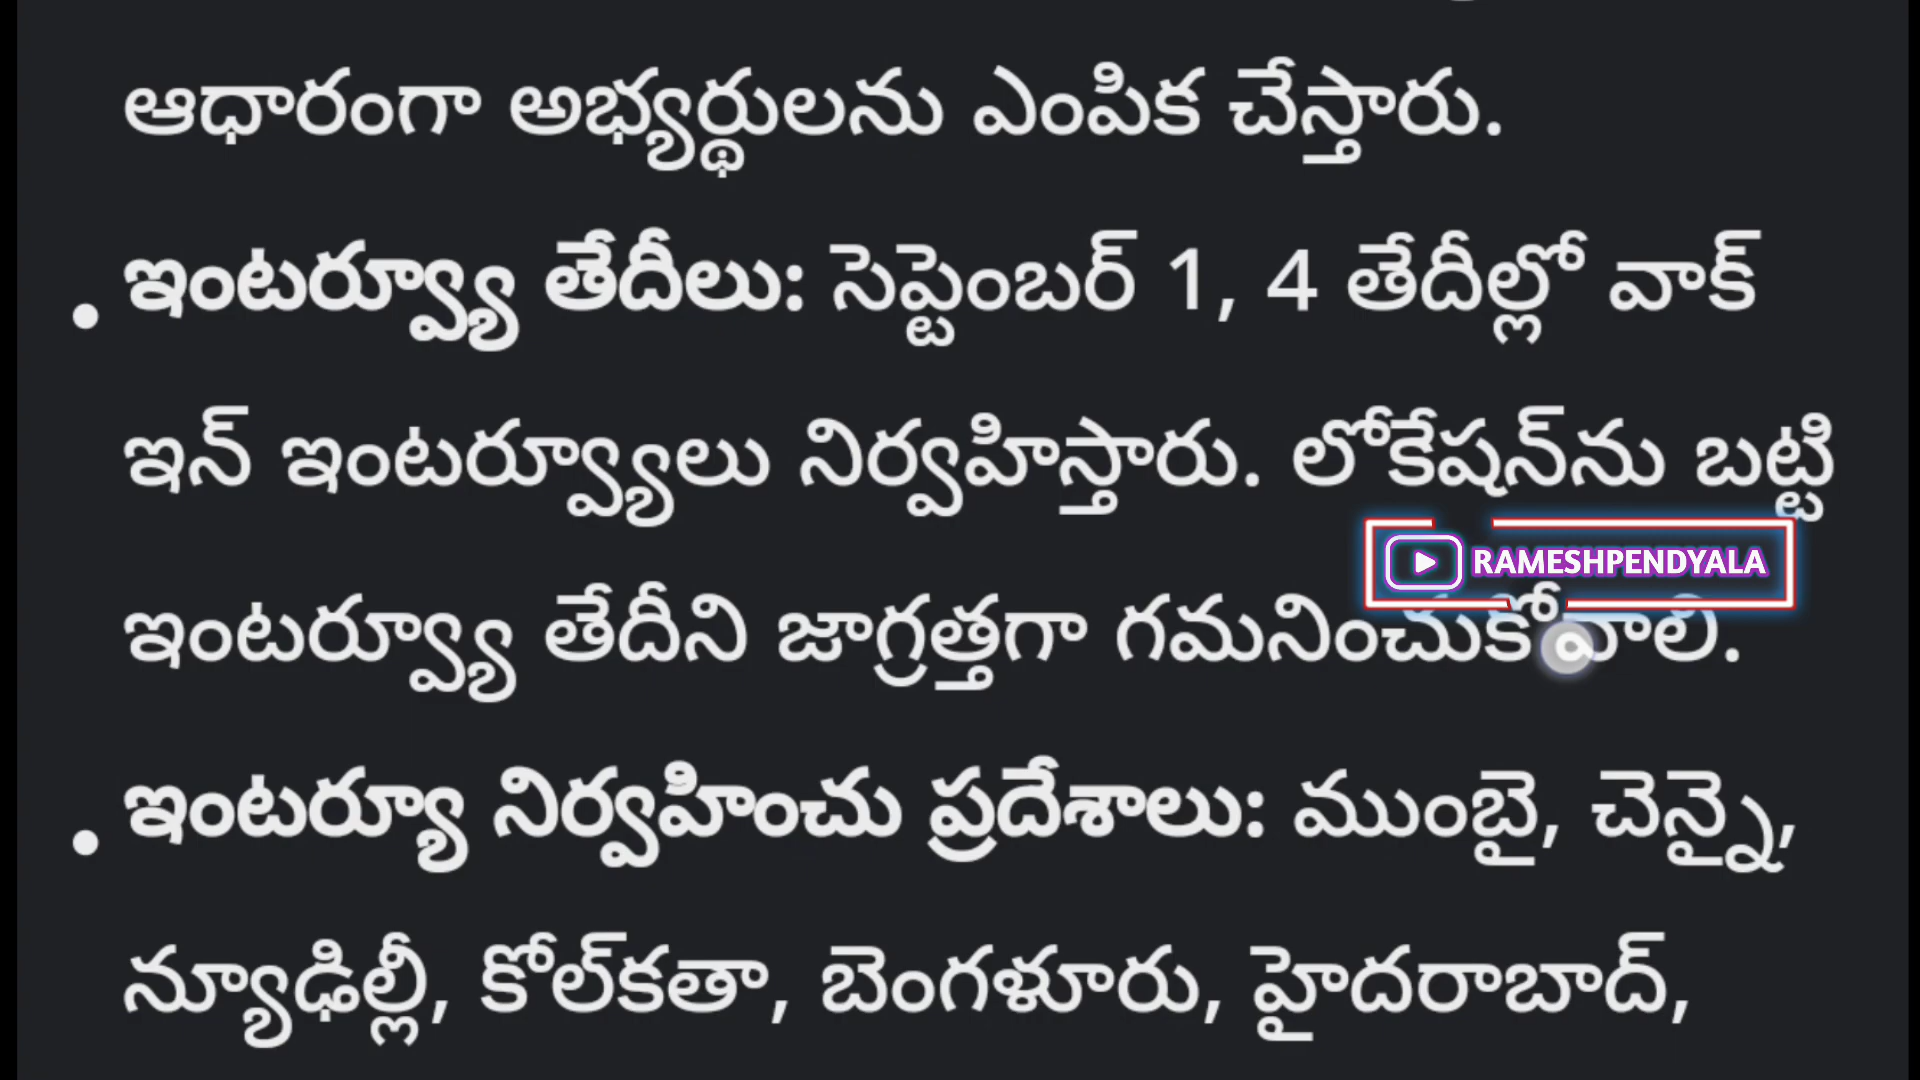 ఆధారంగా అభ్యర్థులను ఎంపిక చేస్తారు.
• ఇంటర్వ్యూ తేదీలు: సెప్టెంబర్ 1, 4 తేదీల్లో వాక్
ఇన్ ఇంటర్వ్యూలు నిర్వహిస్తారు. లోకేషన్‌ను బట్టి
RAMESHPENDYALA
ఇంటర్వ్యూ తేదీని జాగ్రత్తగా గమనించుకోవాలి.
• ఇంటర్యూ నిర్వహించు ప్రదేశాలు: ముంబై, చెన్నై,
న్యూఢిల్లీ, కోల్‌కతా, బెంగళూరు, హైదరాబాద్,